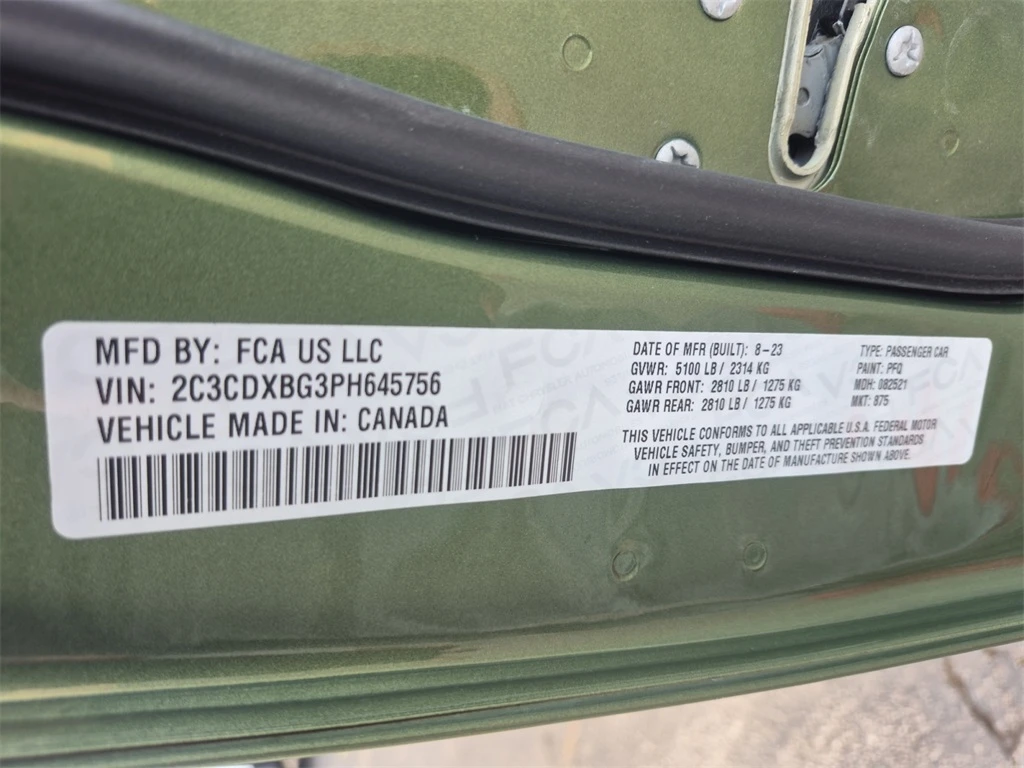 MFD BY: FCA US LLC
VIN: 2C3CDXBG3PH645756
VEHICLE MADE IN: CANADA
DATE OF MFR (BUILT): 8-23
GVWR: 5100 LB / 2314 KG
GAWR FRONT: 2810 LB / 1275 KG
GAWR REAR: 2810 LB / 1275 KG
TYPE: PASSENGER CAR
PAINT: PFQ
MDH: 082521
MKT: 875
THIS VEHICLE CONFORMS TO ALL APPLICABLE U.S.A. FEDERAL MOTOR
VEHICLE SAFETY, BUMPER, AND THEFT PREVENTION STANDARDS
IN EFFECT ON THE DATE OF MANUFACTURE SHOWN ABOVE.